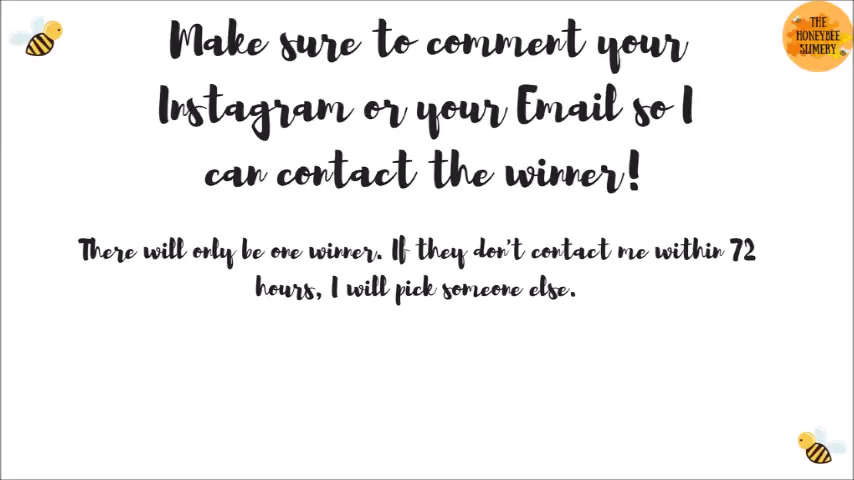 Make sure to comment your
Instagram or your Email so I
can contact the winner!
There will only be one winner. If they don't contact me within 72
hours, I will pick someone else.
THE
HONEYBEE
SLIMERY